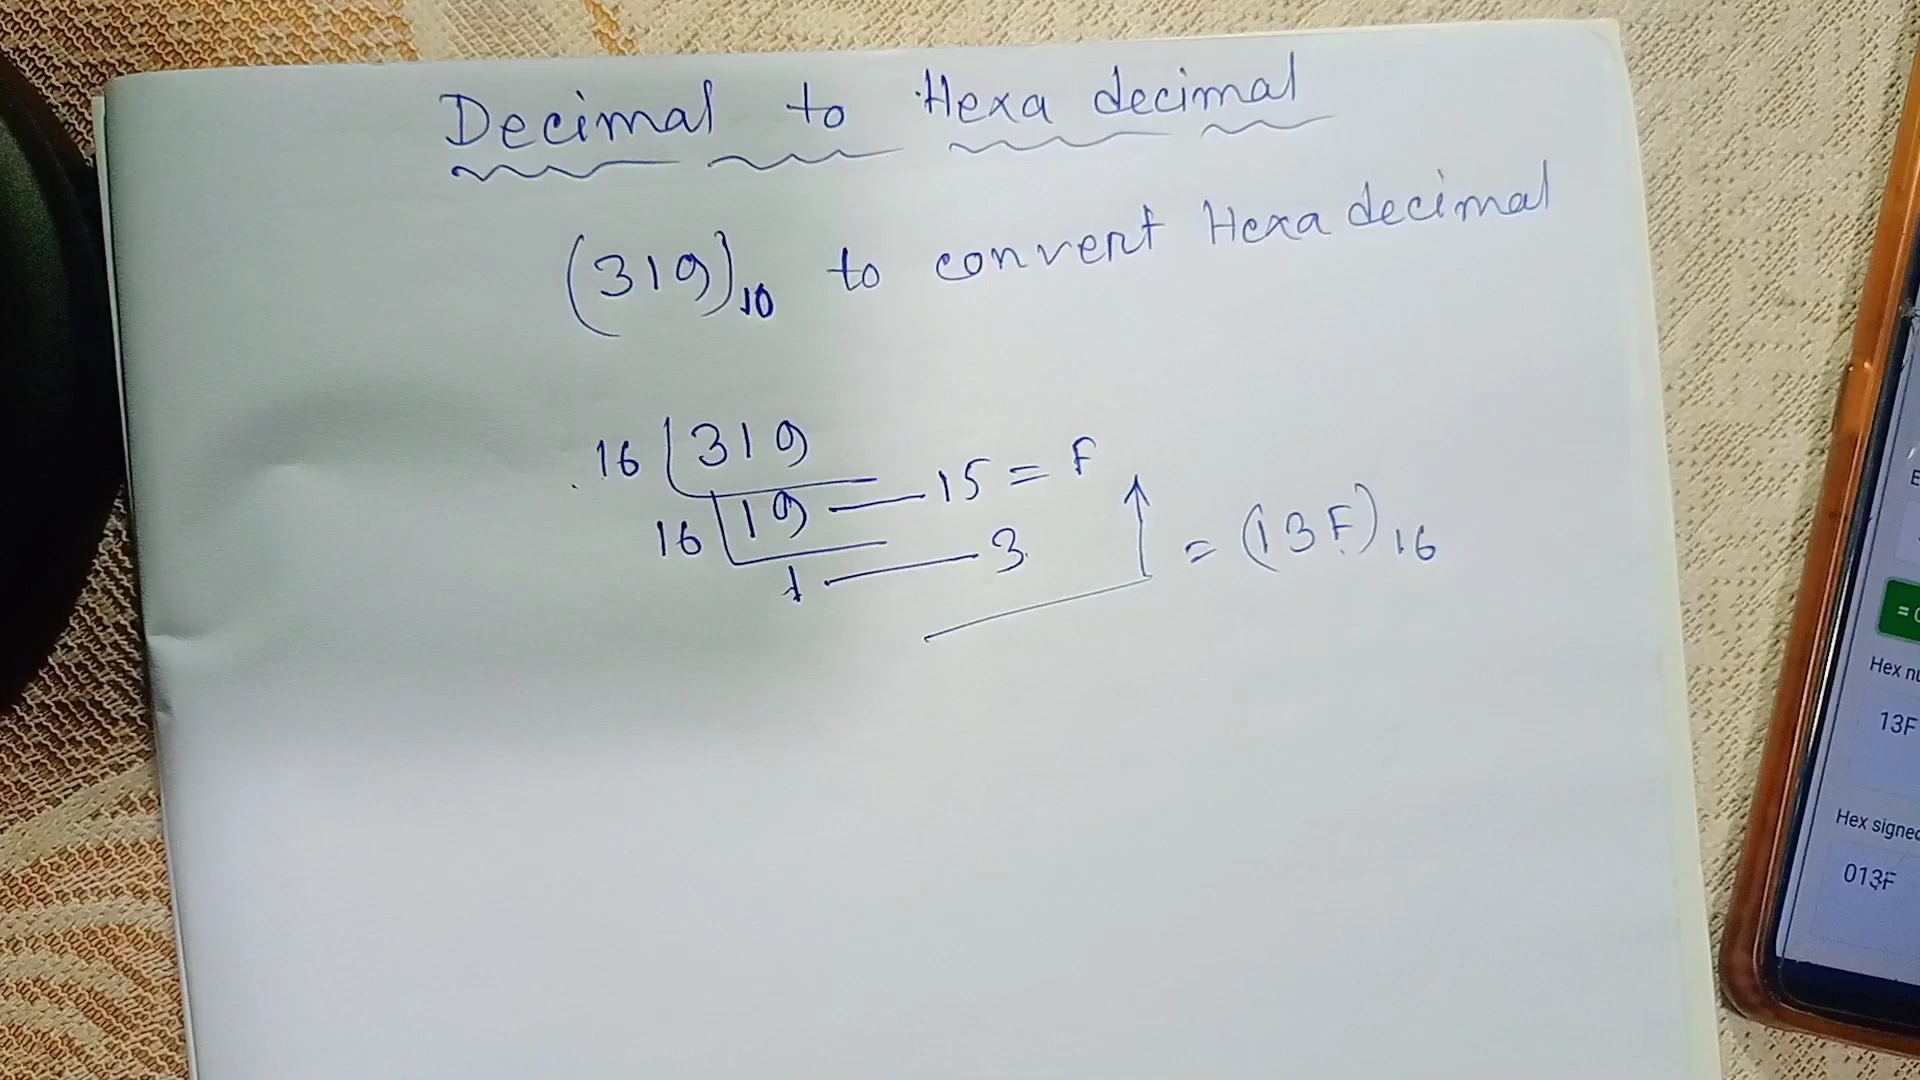 Decimal to Hexa decimal
(319)10 to convert Hexa decimal
16 319
16 19 — 15 = F
1 — 3
= (13F)16
Hex
13F
Hex signed
013F